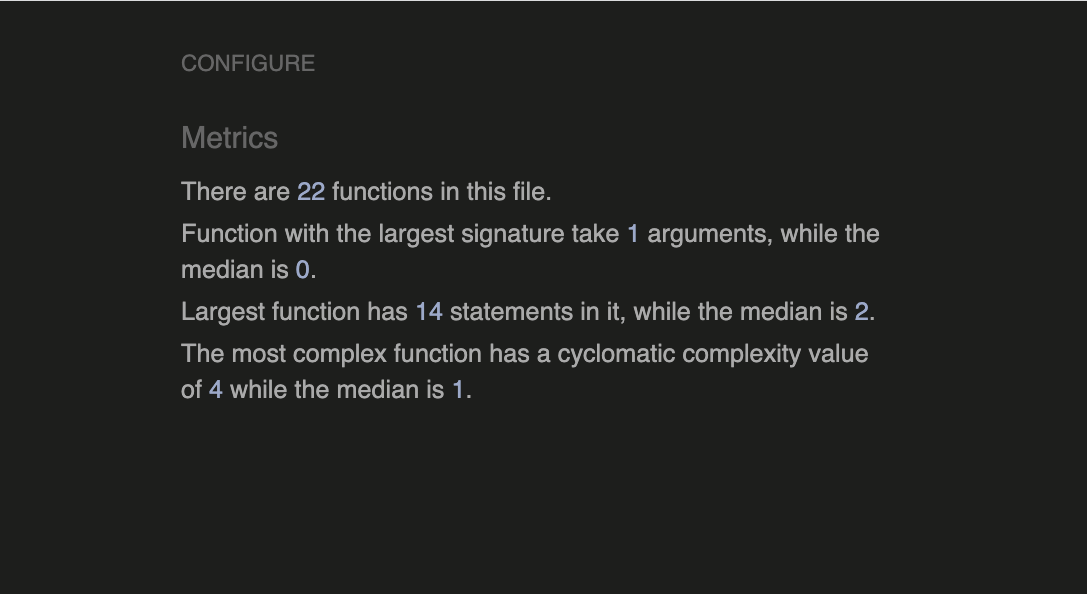 CONFIGURE
Metrics
There are 22 functions in this file.
Function with the largest signature take 1 arguments, while the
median is 0.
Largest function has 14 statements in it, while the median is 2.
The most complex function has a cyclomatic complexity value
of 4 while the median is 1.